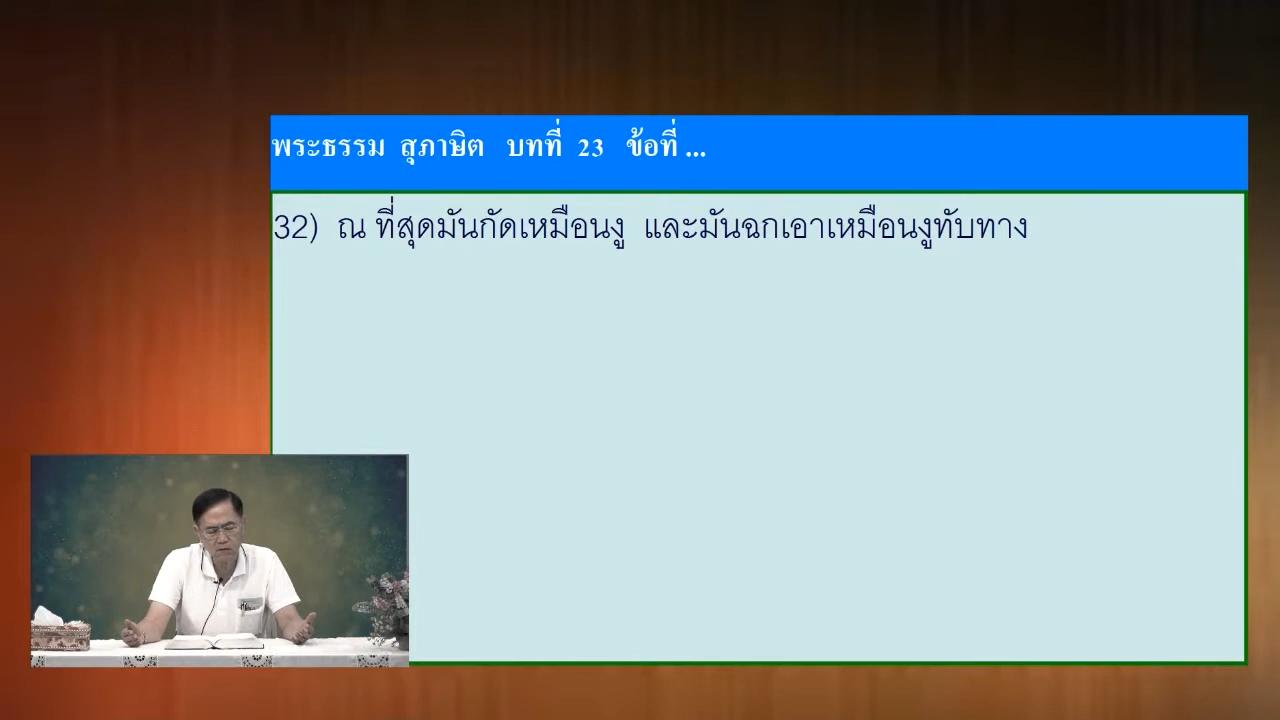 พระธรรม สุภาษิต บทที่ 23 ข้อที่ ...
32) ณ ที่สุดมันกัดเหมือนงู และมันฉกเอาเหมือนงูทับทาง